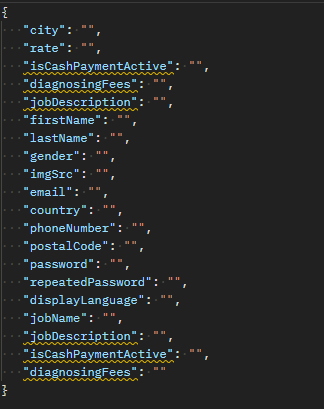 {
"city": "",
"rate": "",
"isCashPaymentActive": "",
"diagnosingFees": "",
"jobDescription": "",
"firstName": "",
"lastName": "",
"gender": "",
"imgSrc": "",
"email": "",
"country": "",
"phoneNumber": "",
"postalCode": "",
"password": "",
"repeatedPassword": "",
"displayLanguage": "",
"jobName": "",
"jobDescription": "",
"isCashPaymentActive": "",
"diagnosingFees": ""
}